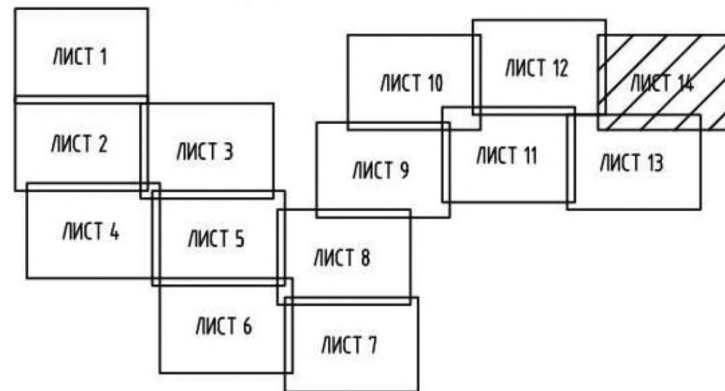 ЛИСТ 1
ЛИСТ 2
ЛИСТ 3
ЛИСТ 4
ЛИСТ 5
ЛИСТ 6
ЛИСТ 7
ЛИСТ 8
ЛИСТ 9
ЛИСТ 10
ЛИСТ 11
ЛИСТ 12
ЛИСТ 13
ЛИСТ 14